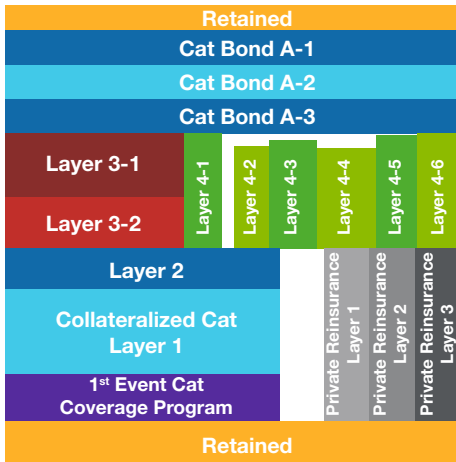 Retained
Cat Bond A-1
Cat Bond A-2
Cat Bond A-3
Layer 3-1
Layer 3-2
Layer 4-1
Layer 4-2
Layer 4-3
Layer 4-4
Layer 4-5
Layer 4-6
Layer 2
Collateralized Cat
Layer 1
1st Event Cat
Coverage Program
Private Reinsurance
Layer 1
Private Reinsurance
Layer 2
Private Reinsurance
Layer 3
Retained